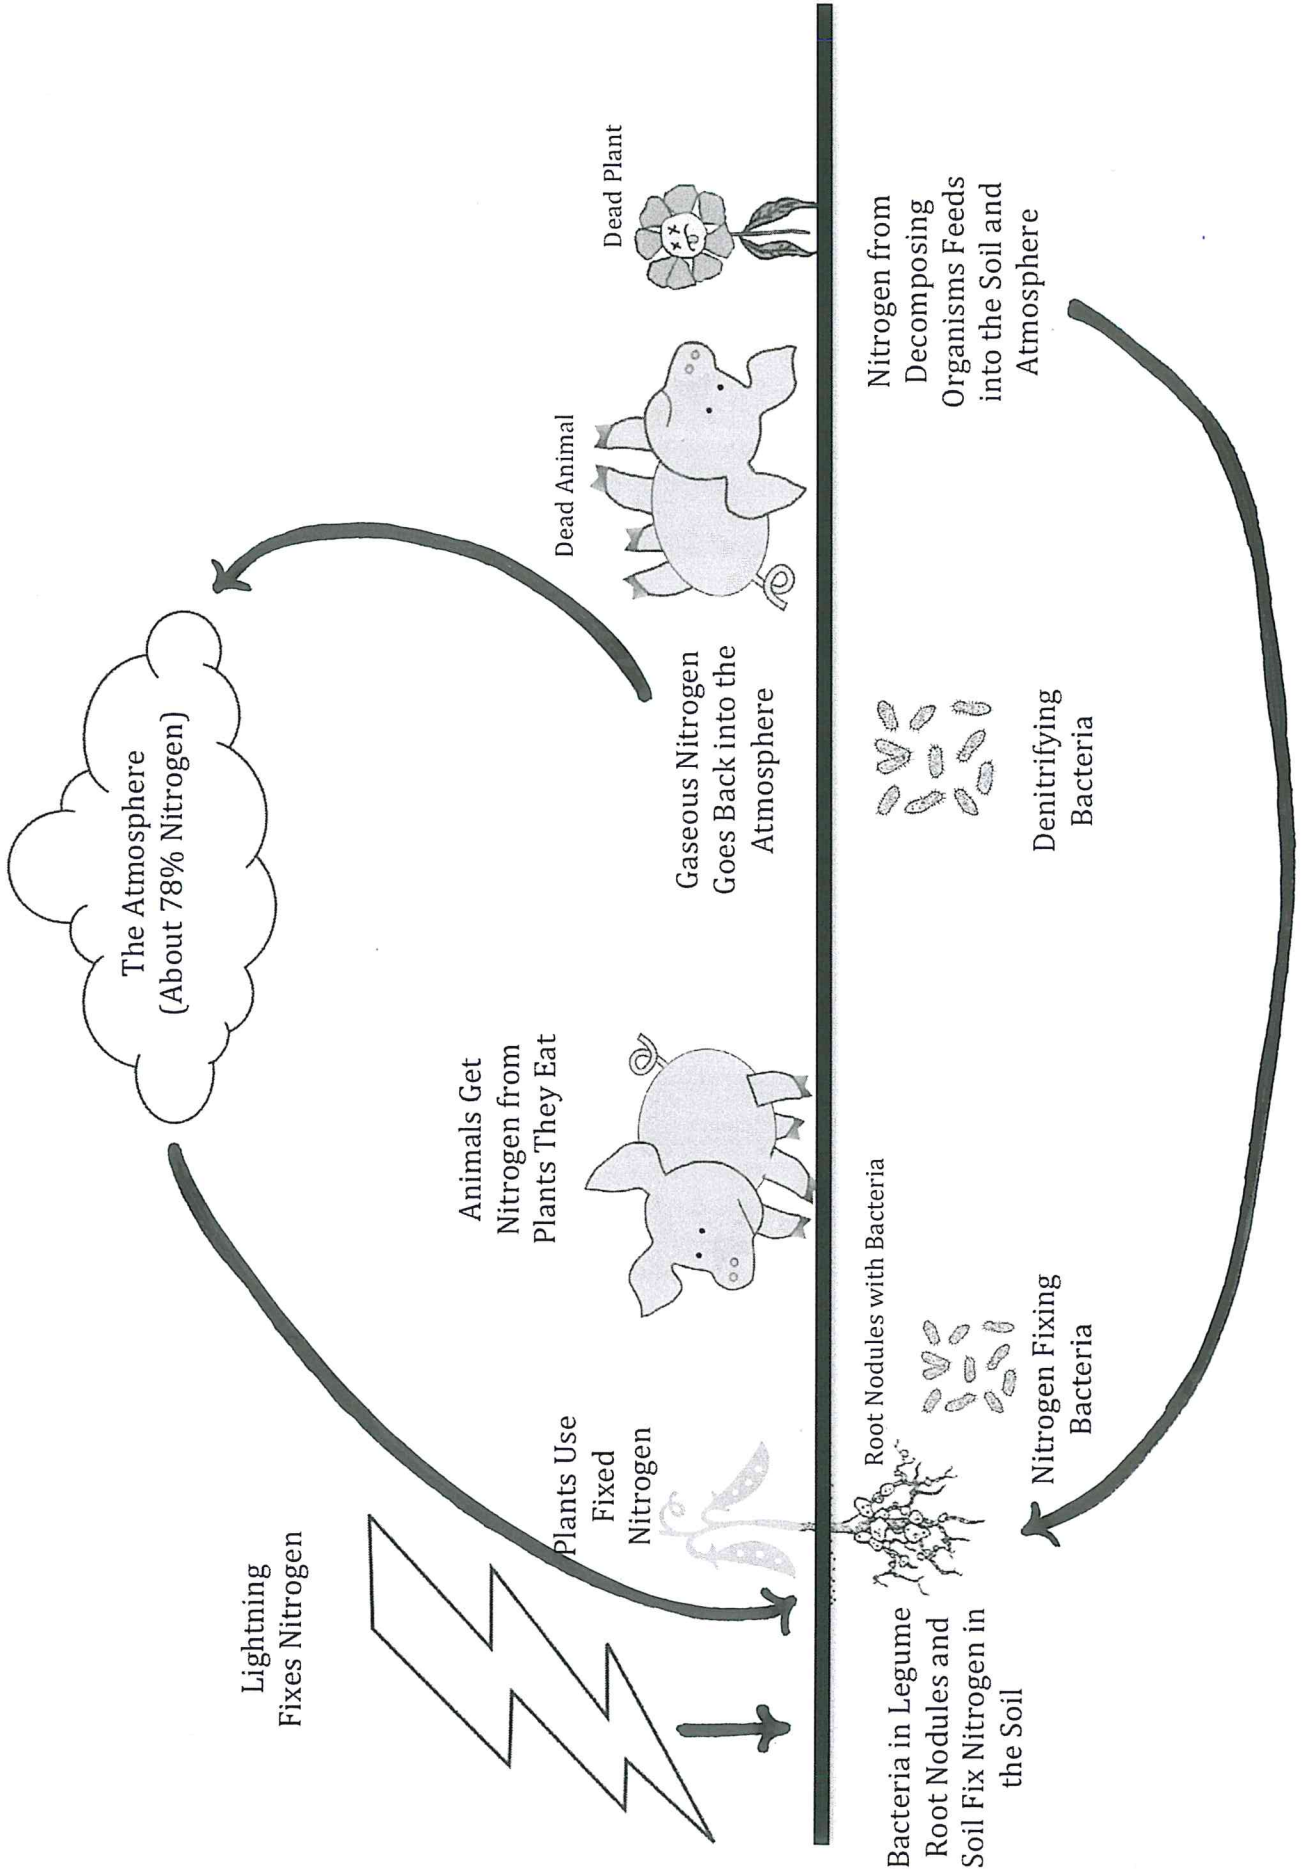 The Atmosphere
(About 78% Nitrogen)
Lightning
Fixes Nitrogen
Plants Use
Fixed
Nitrogen
Animals Get
Nitrogen from
Plants They Eat
Gaseous Nitrogen
Goes Back into the
Atmosphere
Dead Animal
Dead Plant
Bacteria in Legume
Root Nodules and
Soil Fix Nitrogen in
the Soil
Root Nodules with Bacteria
Nitrogen Fixing
Bacteria
Denitrifying
Bacteria
Nitrogen from
Decomposing
Organisms Feeds
into the Soil and
Atmosphere